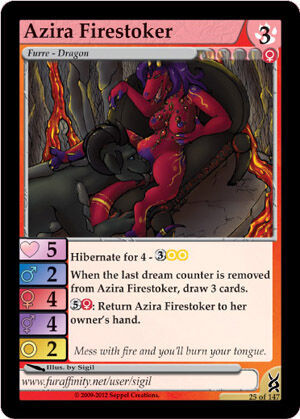 Azira Firestoker
3
Furre - Dragon
5
2
4
4
2
Hibernate for 4 - 3
When the last dream counter is removed
from Azira Firestoker, draw 3 cards.
5: Return Azira Firestoker to her
owner's hand.
Mess with fire and you'll burn your tongue.
Illus. by Sigil
© 2009-2012 Seppel Creations.
www.furaffinity.net/user/sigil
25 of 147